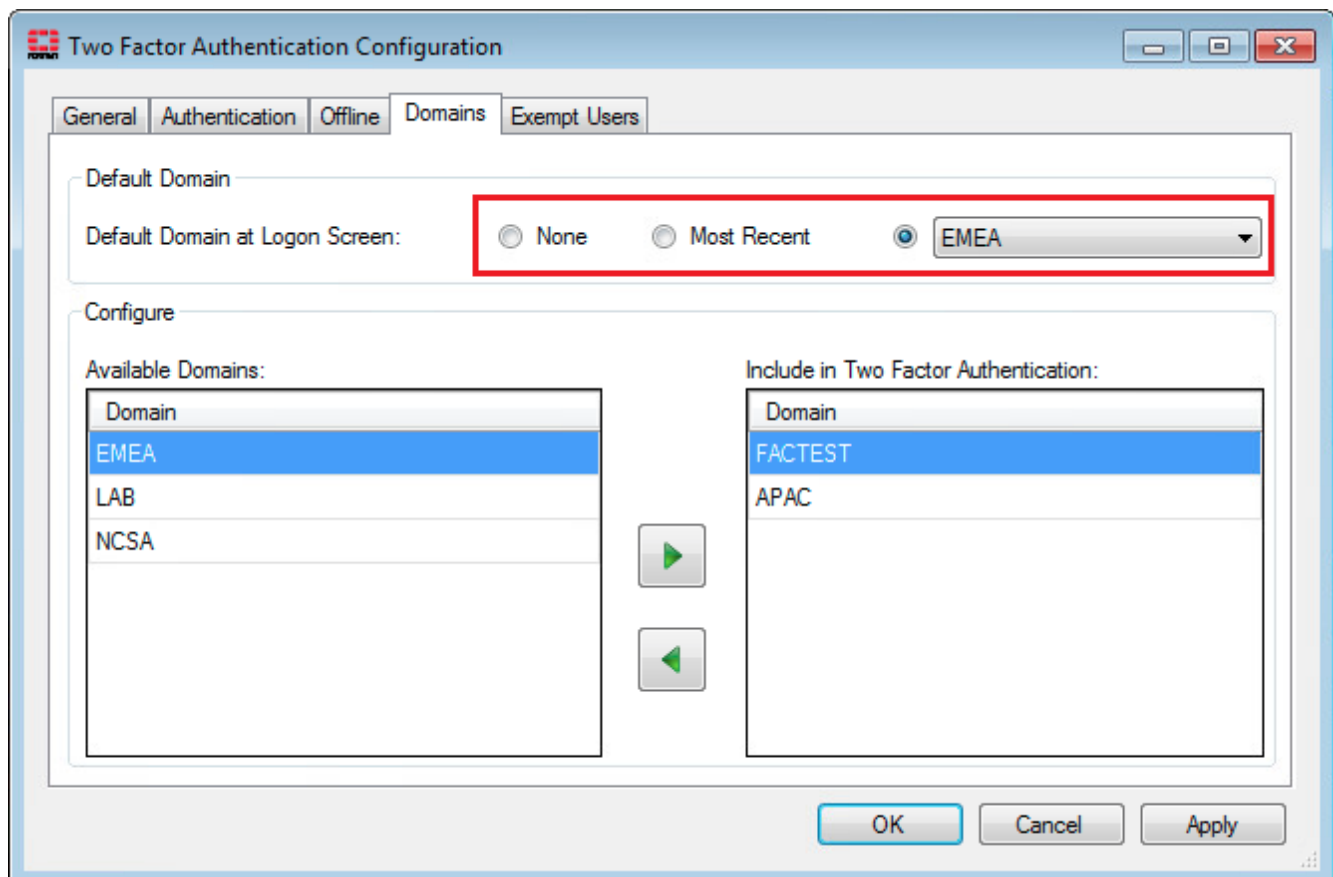 Two Factor Authentication Configuration
General Authentication Offline Domains Exempt Users
Default Domain
Default Domain at Logon Screen: None Most Recent EMEA
Configure
Available Domains: Include in Two Factor Authentication:
Domain Domain
EMEA FACTEST
LAB APAC
NCSA
OK Cancel Apply